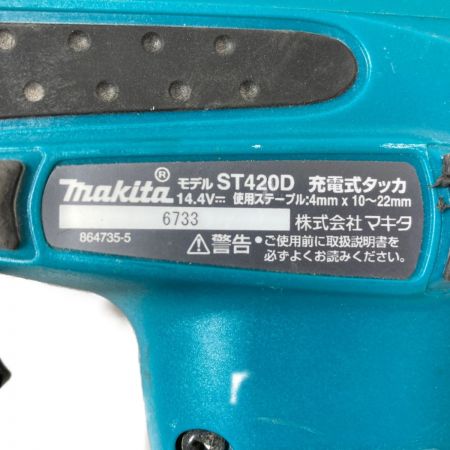 makita® モデル ST420D 充電式タッカ
14.4V⎓ 使用ステープル:4mm x 10~22mm
6733 株式会社マキタ
864735-5
⚠警告・ご使用前に取扱説明書を
必ずよくお読みください。